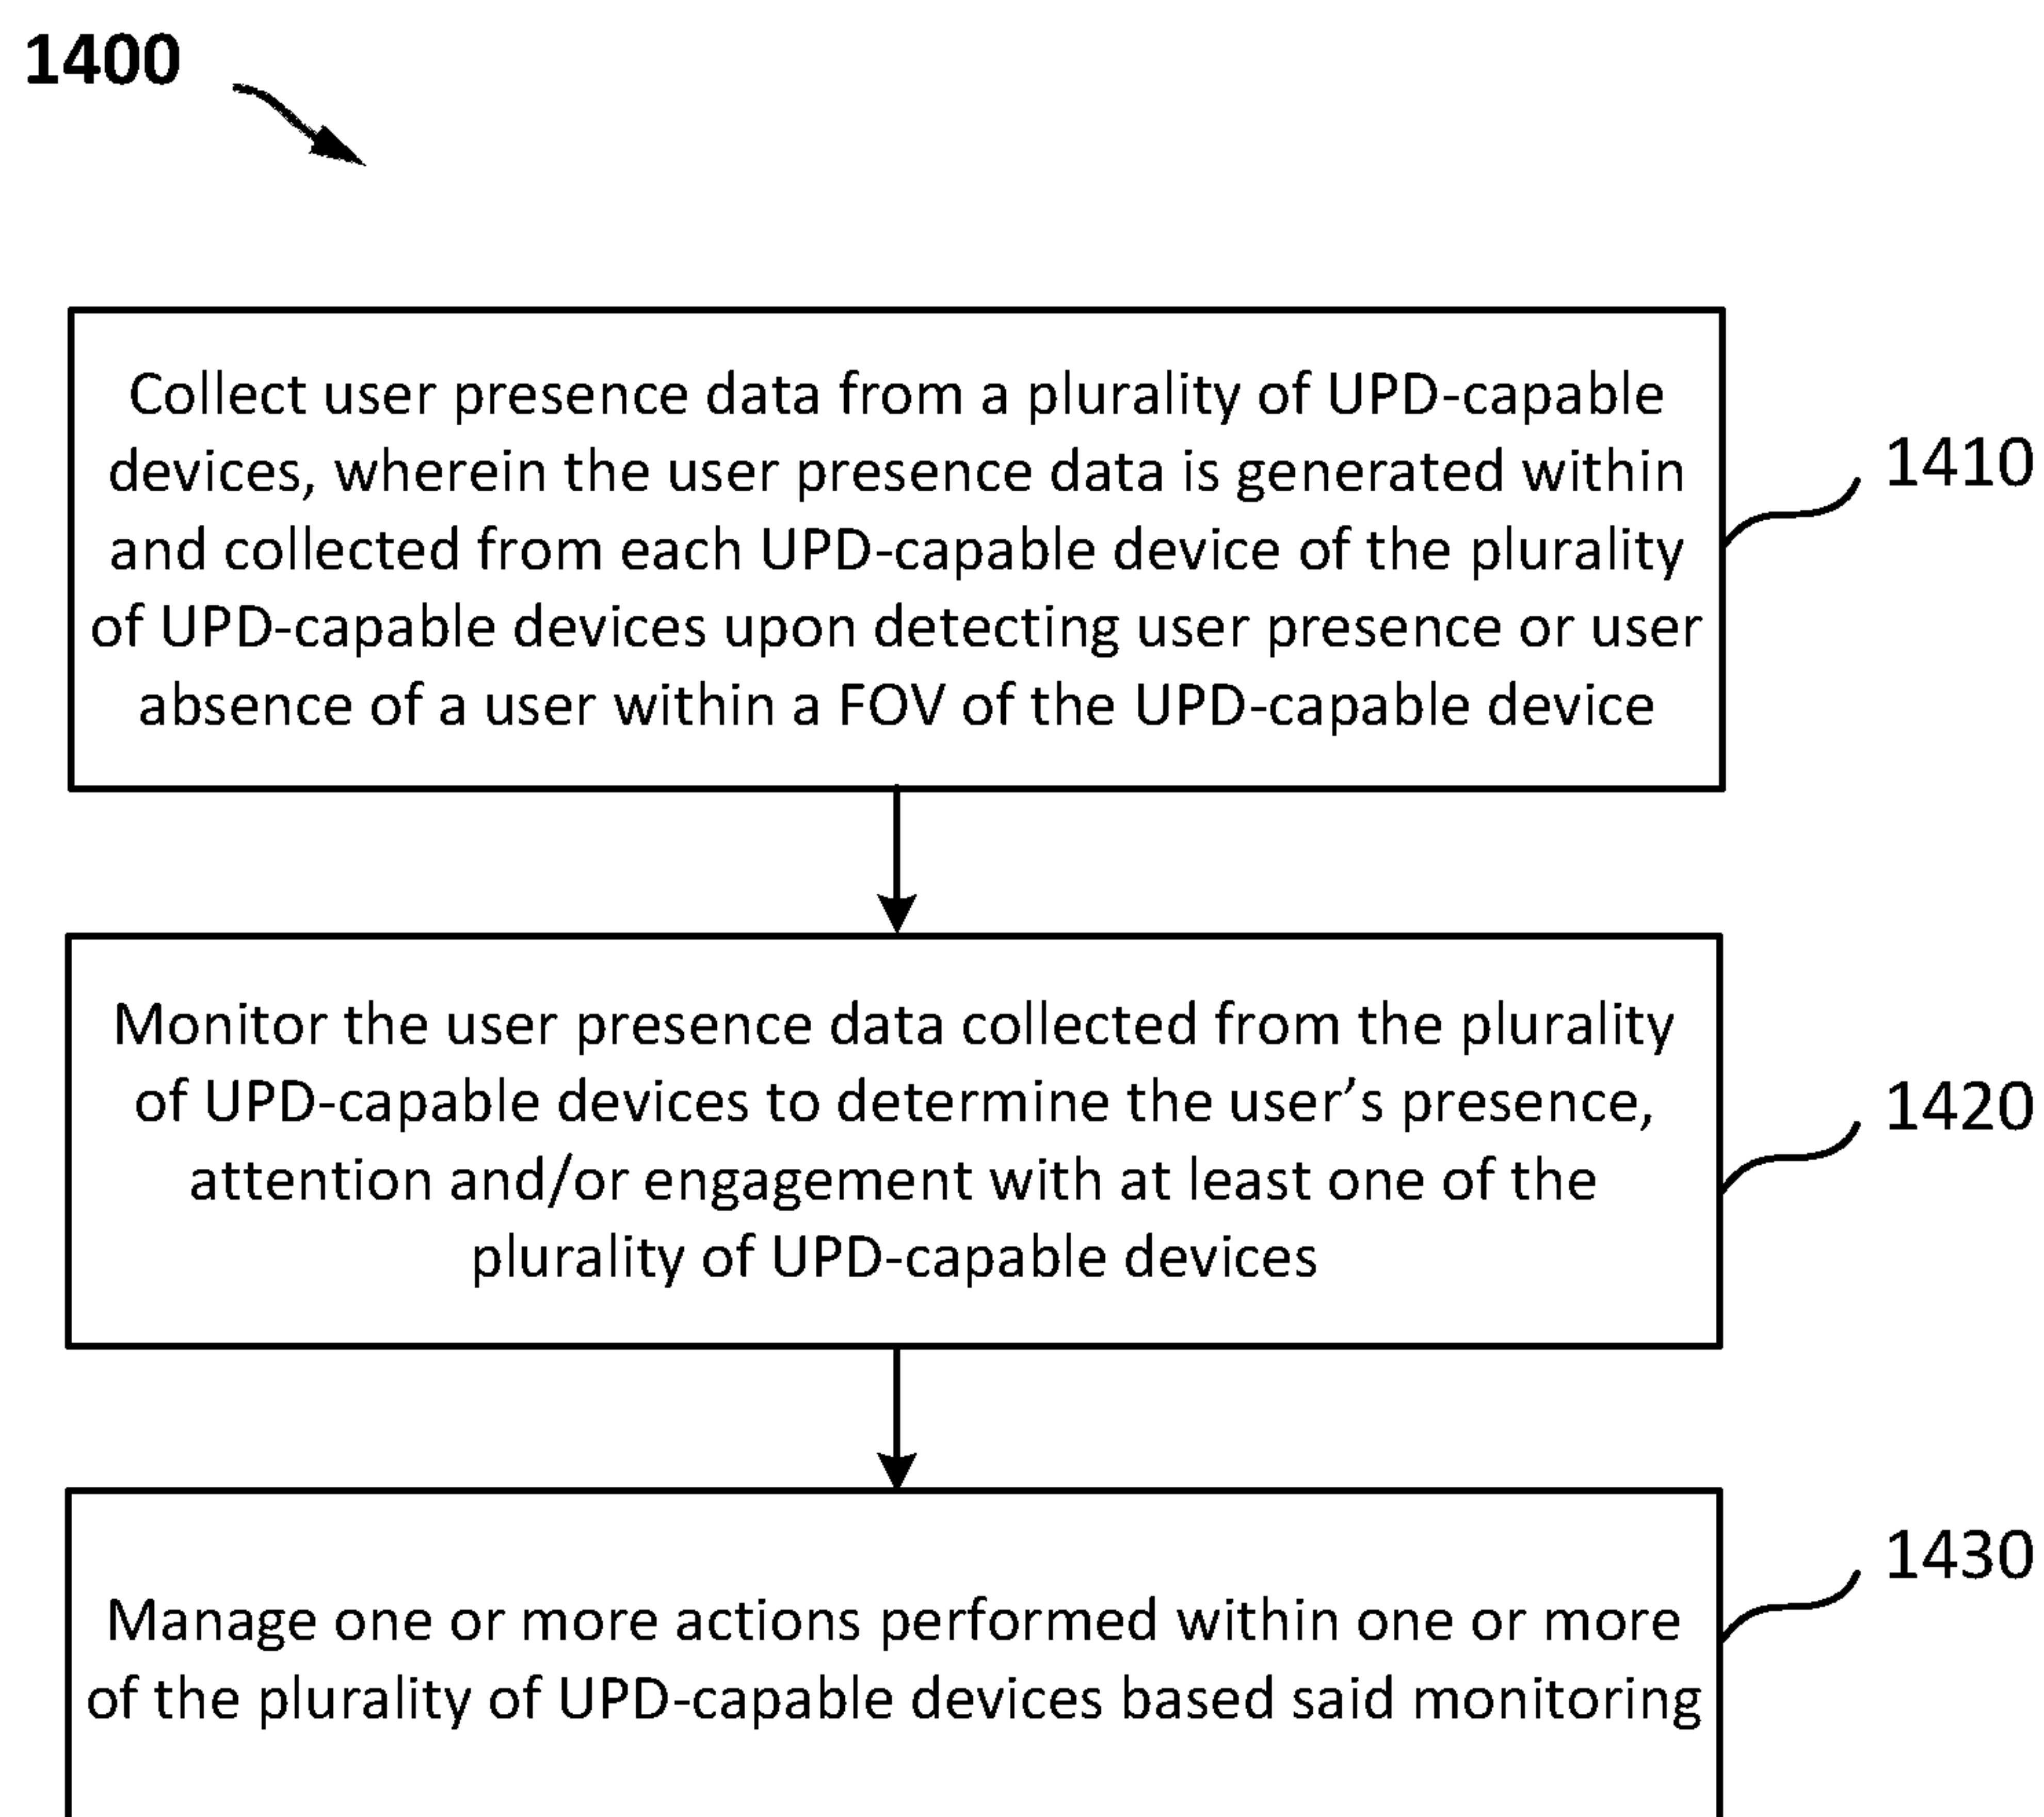 1400
Collect user presence data from a plurality of UPD-capable
devices, wherein the user presence data is generated within
and collected from each UPD-capable device of the plurality
of UPD-capable devices upon detecting user presence or user
absence of a user within a FOV of the UPD-capable device
1410
Monitor the user presence data collected from the plurality
of UPD-capable devices to determine the user’s presence,
attention and/or engagement with at least one of the
plurality of UPD-capable devices
1420
Manage one or more actions performed within one or more
of the plurality of UPD-capable devices based said monitoring
1430